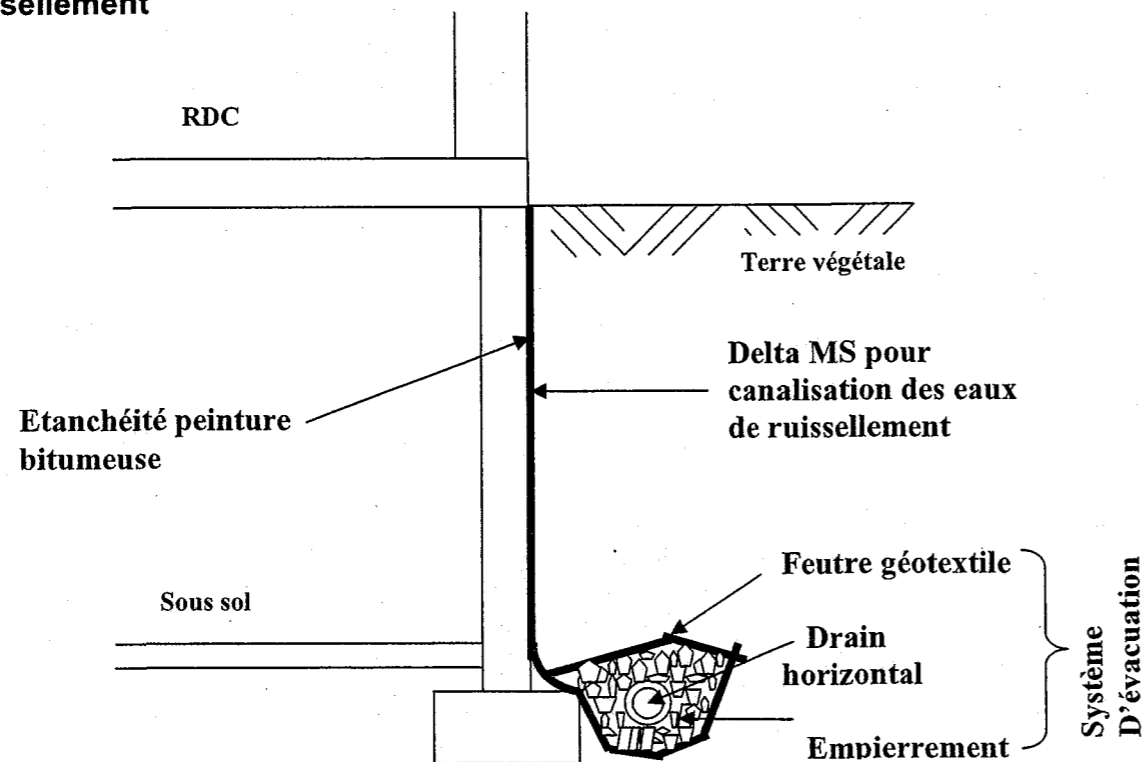 sellement
RDC
Terre végétale
Delta MS pour
canalisation des eaux
de ruissellement
Etanchéité peinture
bitumeuse
Feutre géotextile
Sous sol
Drain
horizontal
Empierrement
Système
D'évacuation